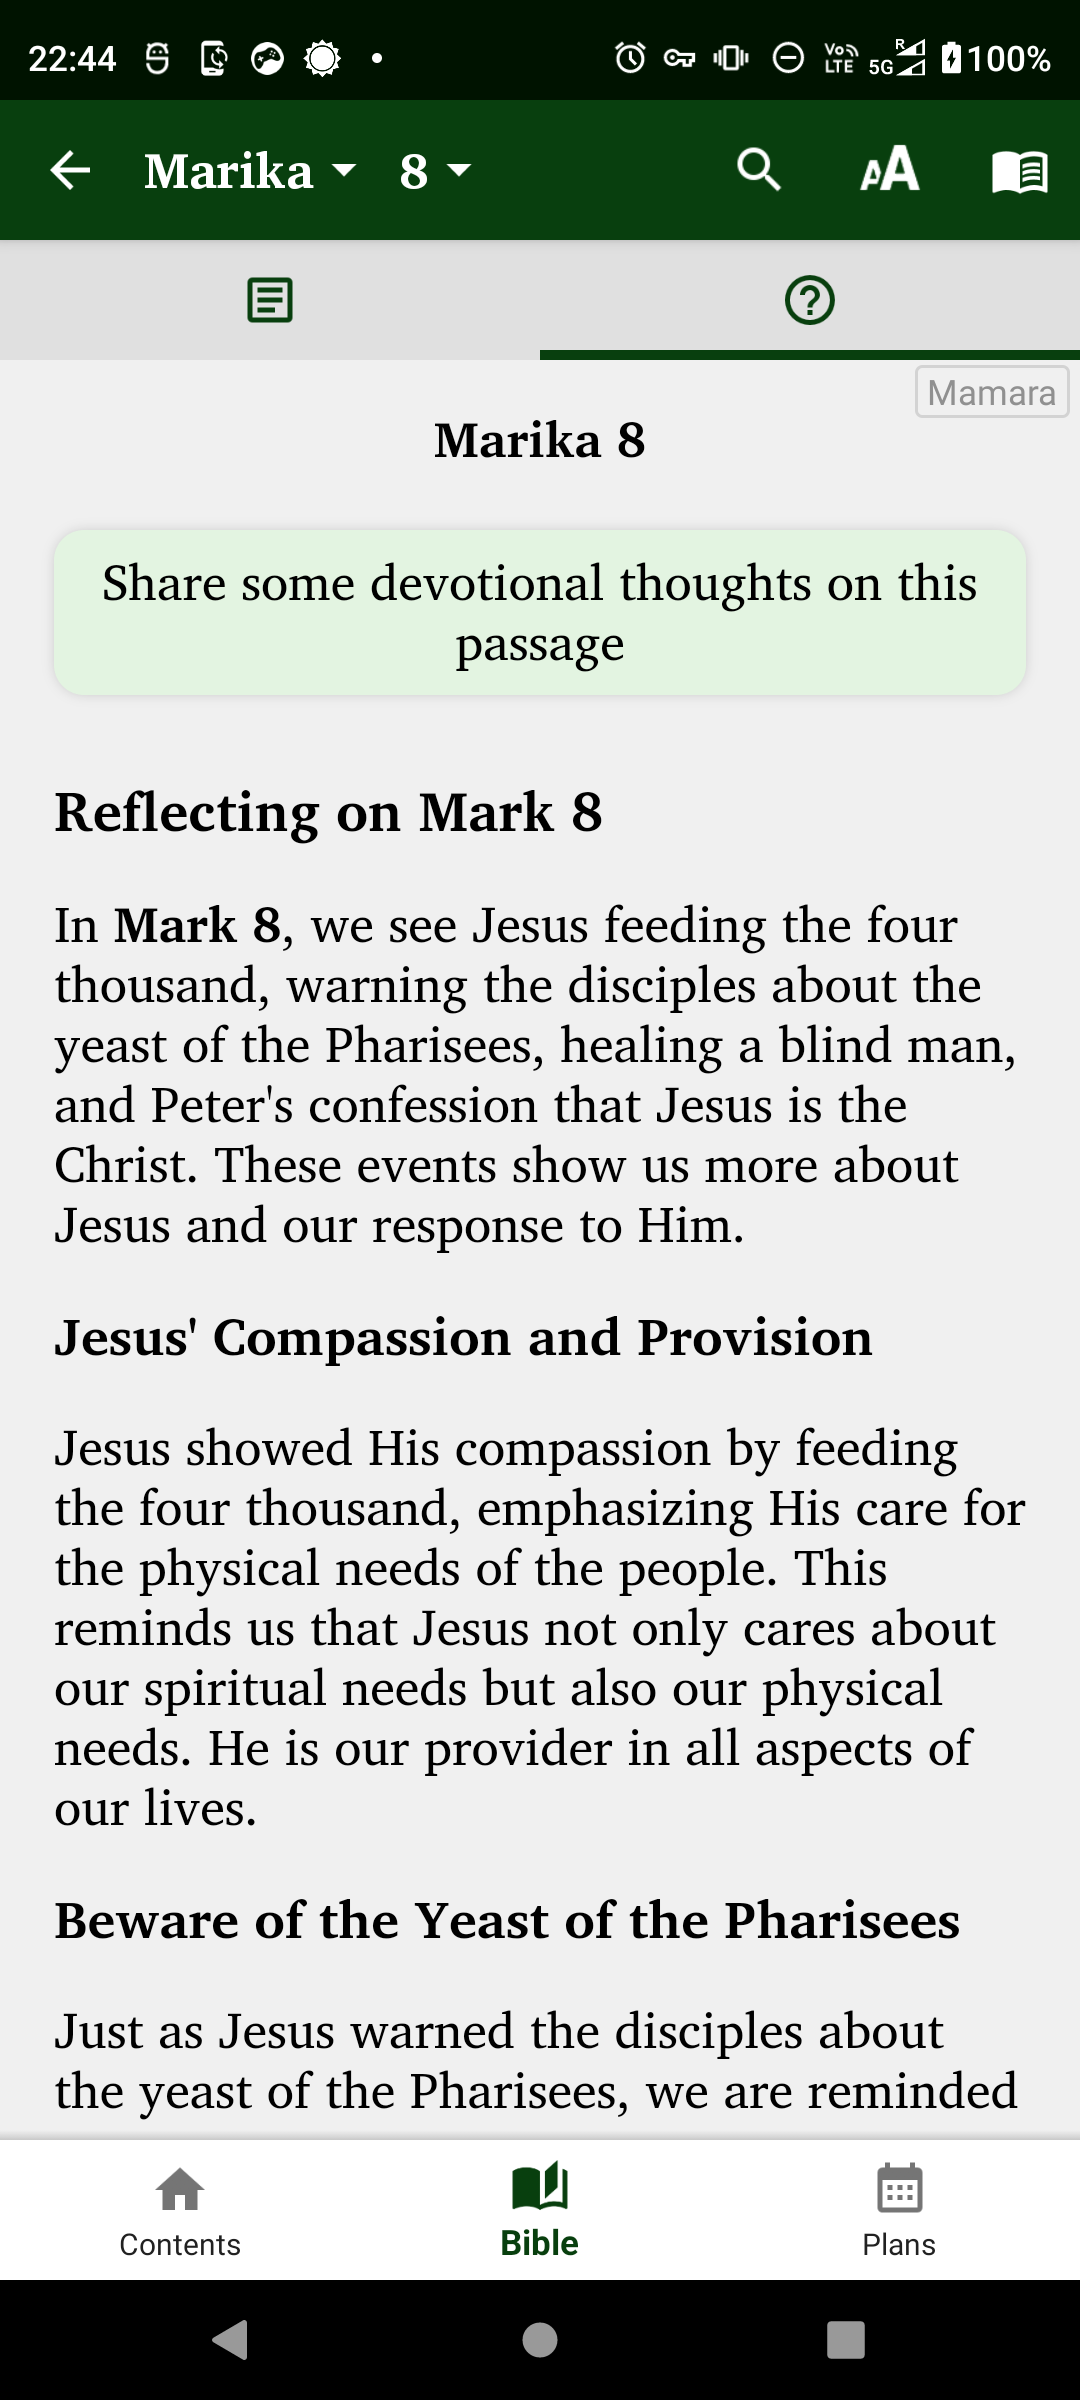 22:44
Vo LTE
5G
R
100%
Marika
8
AA
Mamara
Marika 8
Share some devotional thoughts on this
passage
Reflecting on Mark 8
In Mark 8, we see Jesus feeding the four
thousand, warning the disciples about the
yeast of the Pharisees, healing a blind man,
and Peter's confession that Jesus is the
Christ. These events show us more about
Jesus and our response to Him.
Jesus' Compassion and Provision
Jesus showed His compassion by feeding
the four thousand, emphasizing His care for
the physical needs of the people. This
reminds us that Jesus not only cares about
our spiritual needs but also our physical
needs. He is our provider in all aspects of
our lives.
Beware of the Yeast of the Pharisees
Just as Jesus warned the disciples about
the yeast of the Pharisees, we are reminded
Contents
Bible
Plans